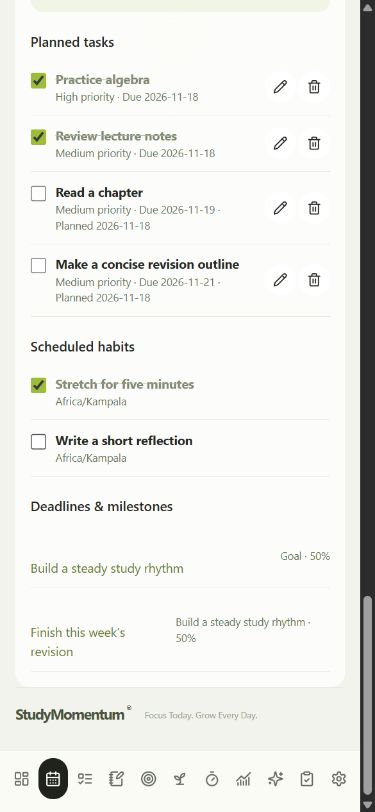 Planned tasks
Practice algebra
High priority · Due 2026-11-18
Review lecture notes
Medium priority · Due 2026-11-18
Read a chapter
Medium priority · Due 2026-11-19 ·
Planned 2026-11-18
Make a concise revision outline
Medium priority · Due 2026-11-21 ·
Planned 2026-11-18
Scheduled habits
Stretch for five minutes
Africa/Kampala
Write a short reflection
Africa/Kampala
Deadlines & milestones
Goal · 50%
Build a steady study rhythm
Build a steady study rhythm ·
50%
Finish this week's
revision
StudyMomentum®
Focus Today. Grow Every Day.